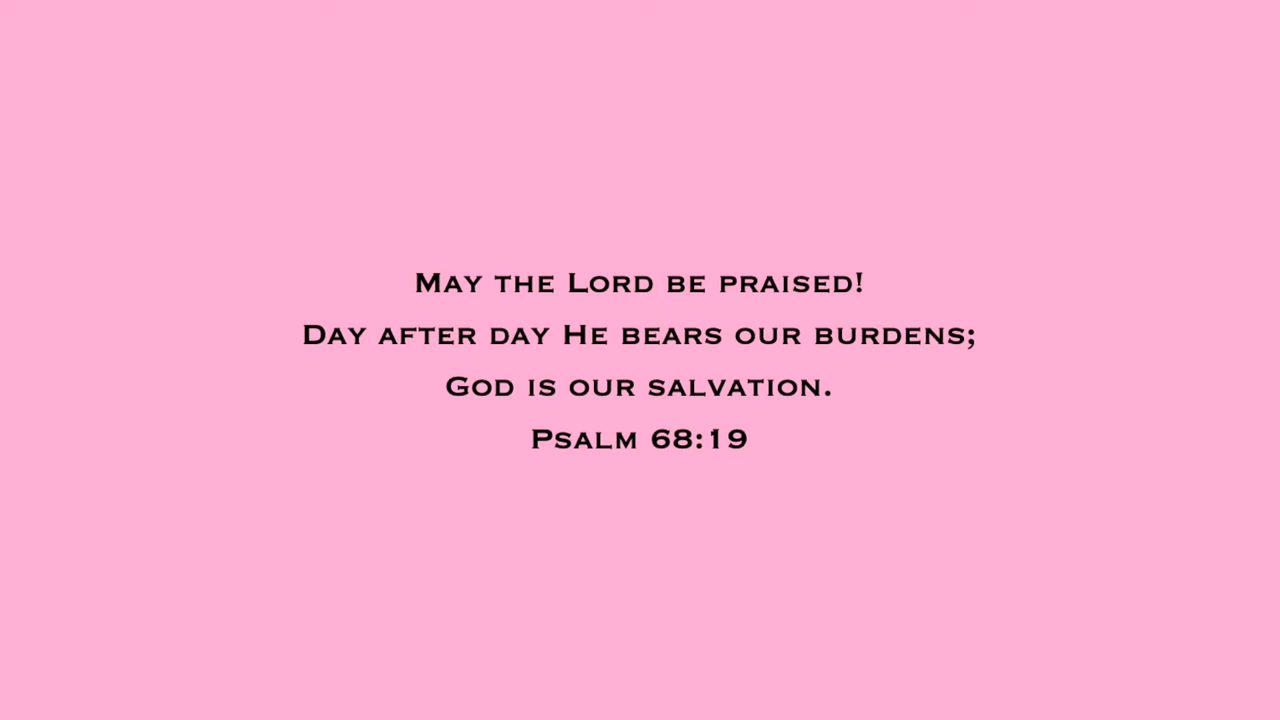 May the Lord be praised!
Day after day He bears our burdens;
God is our salvation.
Psalm 68:19